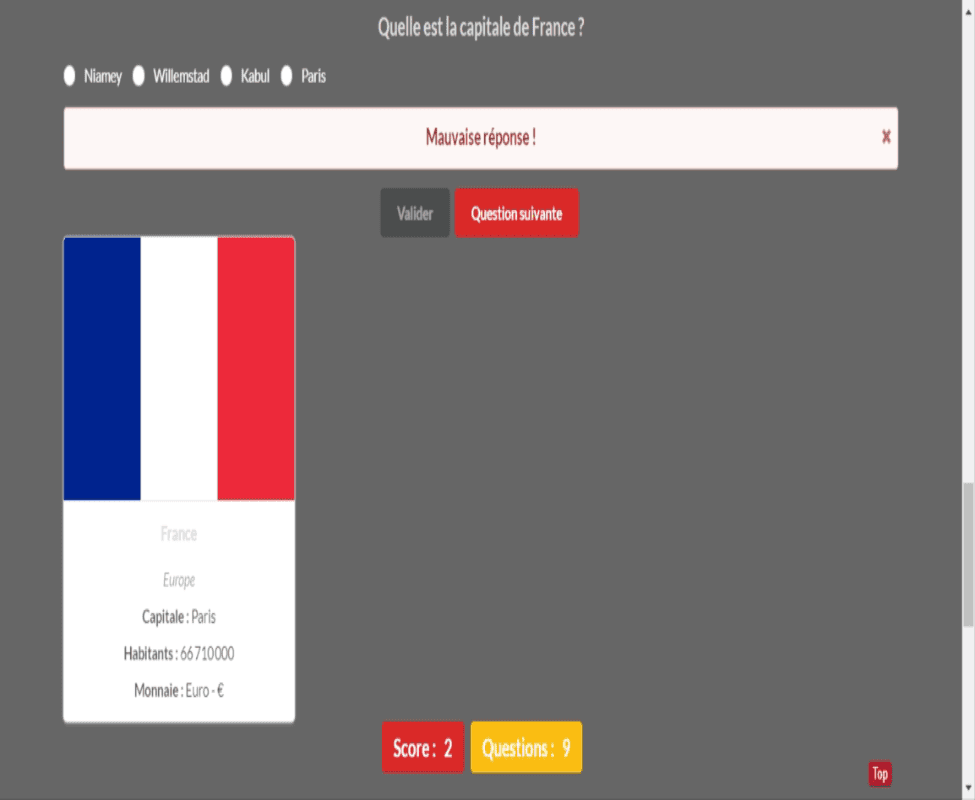 Quelle est la capitale de France ?
Niamey Willemstad Kabul Paris
Mauvaise réponse ! ×
Valider Question suivante
France
Europe
Capitale : Paris
Habitants : 66710000
Monnaie : Euro - €
Score : 2 Questions : 9
Top